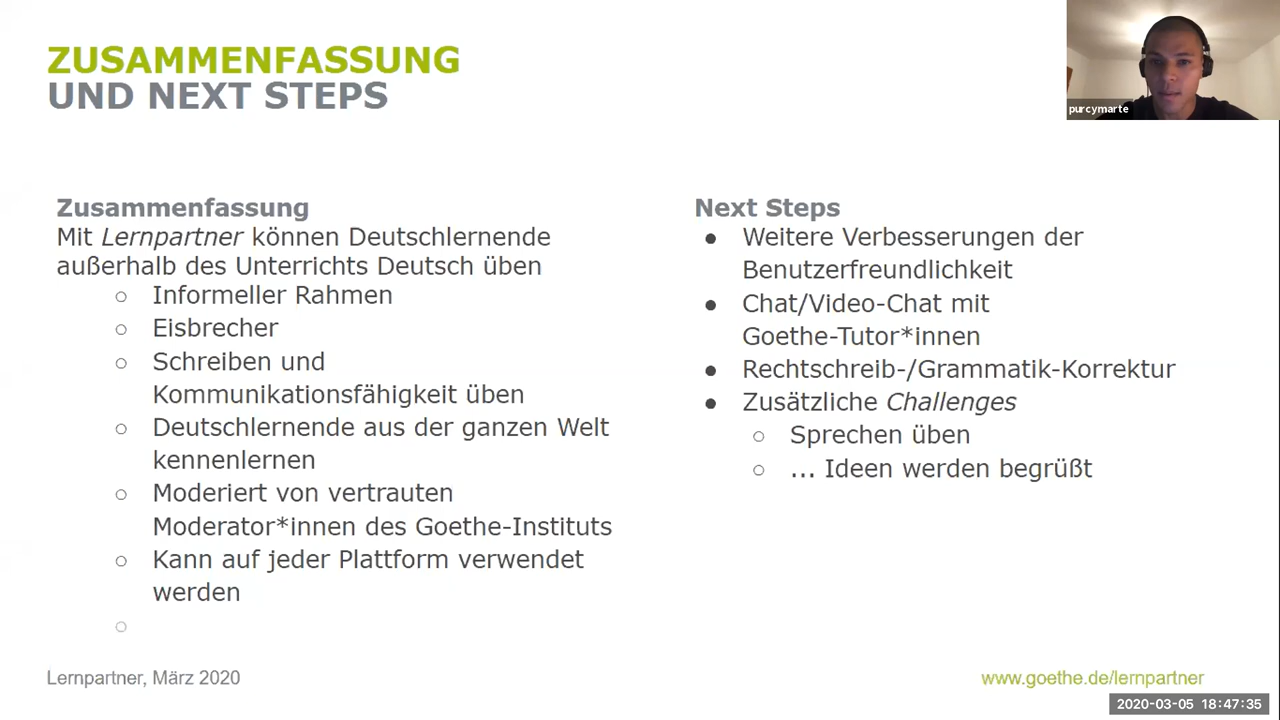 ZUSAMMENFASSUNG
UND NEXT STEPS
purcymarte
Zusammenfassung
Mit Lernpartner können Deutschlernende
außerhalb des Unterrichts Deutsch üben
○ Informeller Rahmen
○ Eisbrecher
○ Schreiben und
Kommunikationsfähigkeit üben
○ Deutschlernende aus der ganzen Welt
kennenlernen
○ Moderiert von vertrauten
Moderator*innen des Goethe-Instituts
○ Kann auf jeder Plattform verwendet
werden
○
Next Steps
● Weitere Verbesserungen der
Benutzerfreundlichkeit
● Chat/Video-Chat mit
Goethe-Tutor*innen
● Rechtschreib-/Grammatik-Korrektur
● Zusätzliche Challenges
○ Sprechen üben
○ ... Ideen werden begrüßt
Lernpartner, März 2020
www.goethe.de/lernpartner
2020-03-05 18:47:35